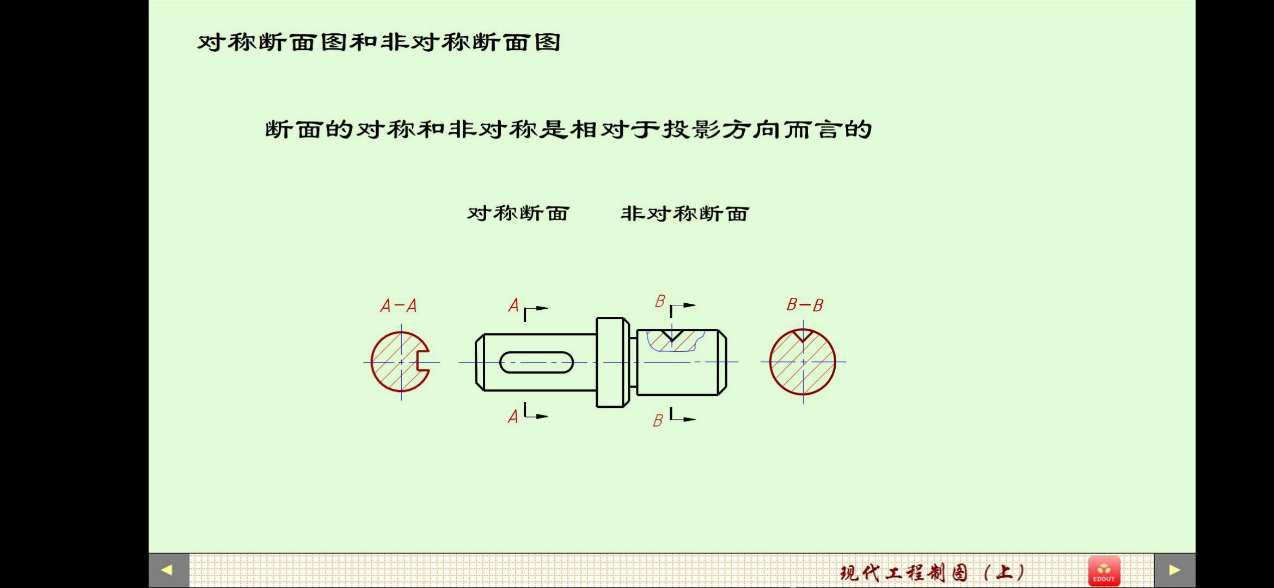 对称断面图和非对称断面图
断面的对称和非对称是相对于投影方向而言的
对称断面 非对称断面
A-A A B B-B
A B
现代工程制图（上）
EDOUT